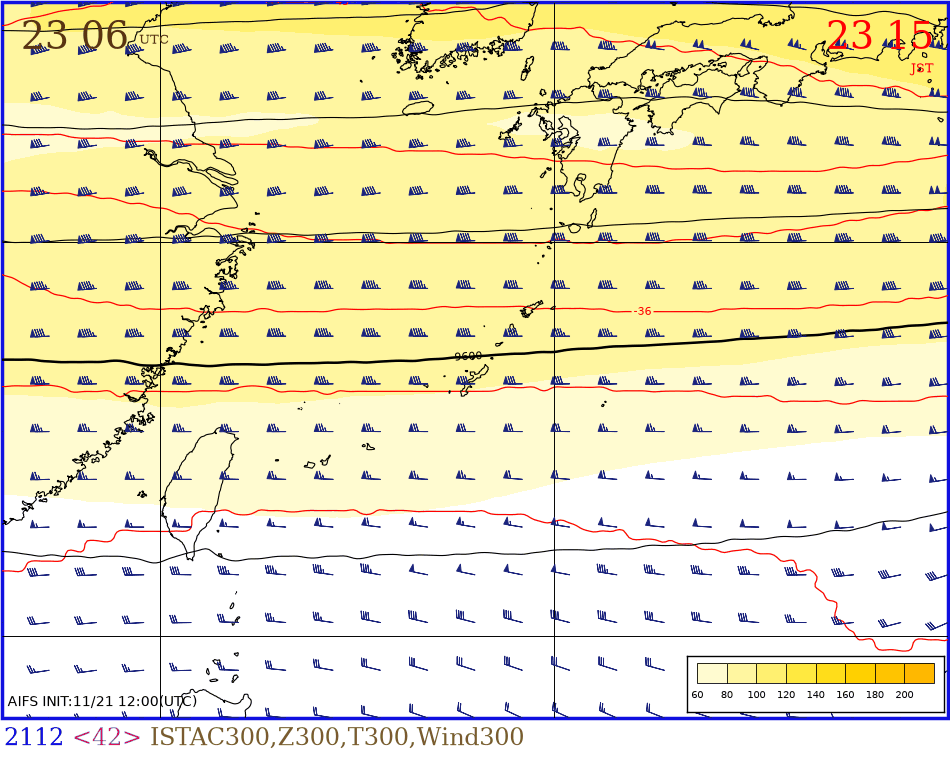 23 06 UTC
23 15
JST
-36
9600
60 80 100 120 140 160 180 200
AIFS INIT:11/21 12:00(UTC)
2112 <42> ISTAC300,Z300,T300,Wind300